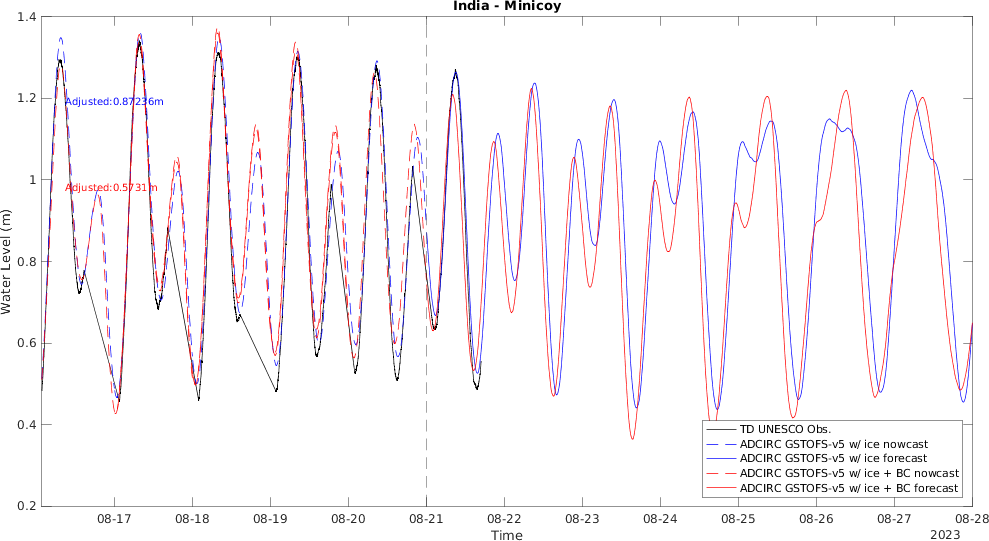 India - Minicoy
Water Level (m)
1.4
1.2
1
0.8
0.6
0.4
0.2
Adjusted:0.87236m
Adjusted:0.5731m
TD UNESCO Obs.
ADCIRC GSTOFS-v5 w/ ice nowcast
ADCIRC GSTOFS-v5 w/ ice forecast
ADCIRC GSTOFS-v5 w/ ice + BC nowcast
ADCIRC GSTOFS-v5 w/ ice + BC forecast
08-17 08-18 08-19 08-20 08-21 08-22 08-23 08-24 08-25 08-26 08-27 08-28
Time
2023